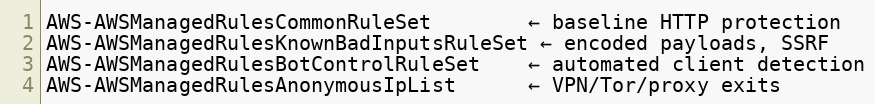 1 AWS-AWSManagedRulesCommonRuleSet        ← baseline HTTP protection
2 AWS-AWSManagedRulesKnownBadInputsRuleSet ← encoded payloads, SSRF
3 AWS-AWSManagedRulesBotControlRuleSet    ← automated client detection
4 AWS-AWSManagedRulesAnonymousIpList      ← VPN/Tor/proxy exits